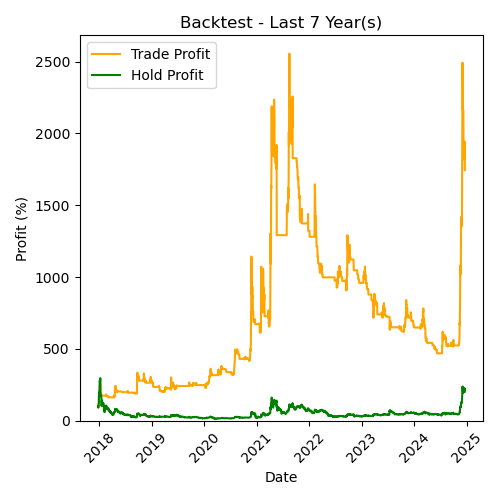 Backtest - Last 7 Year(s)
Trade Profit
Hold Profit
Profit (%)
2500
2000
1500
1000
500
0
2018 2019 2020 2021 2022 2023 2024 2025
Date